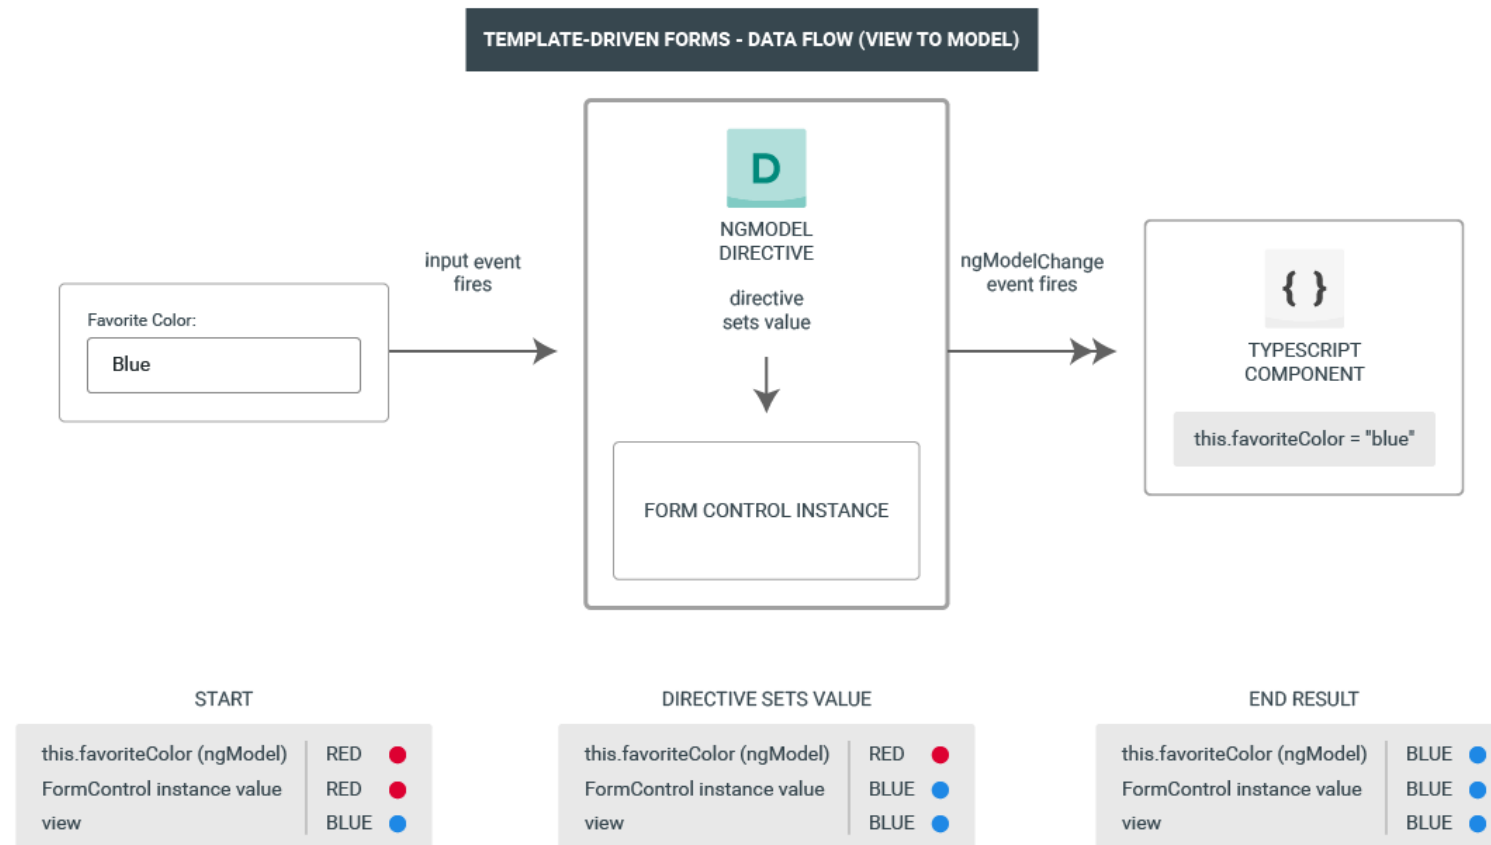 TEMPLATE-DRIVEN FORMS - DATA FLOW (VIEW TO MODEL)
Favorite Color:
Blue
input event
fires
D
NGMODEL
DIRECTIVE
directive
sets value
FORM CONTROL INSTANCE
ngModelChange
event fires
{ }
TYPESCRIPT
COMPONENT
this.favoriteColor = "blue"
START
this.favoriteColor (ngModel) RED
FormControl instance value RED
view BLUE
DIRECTIVE SETS VALUE
this.favoriteColor (ngModel) RED
FormControl instance value BLUE
view BLUE
END RESULT
this.favoriteColor (ngModel) BLUE
FormControl instance value BLUE
view BLUE